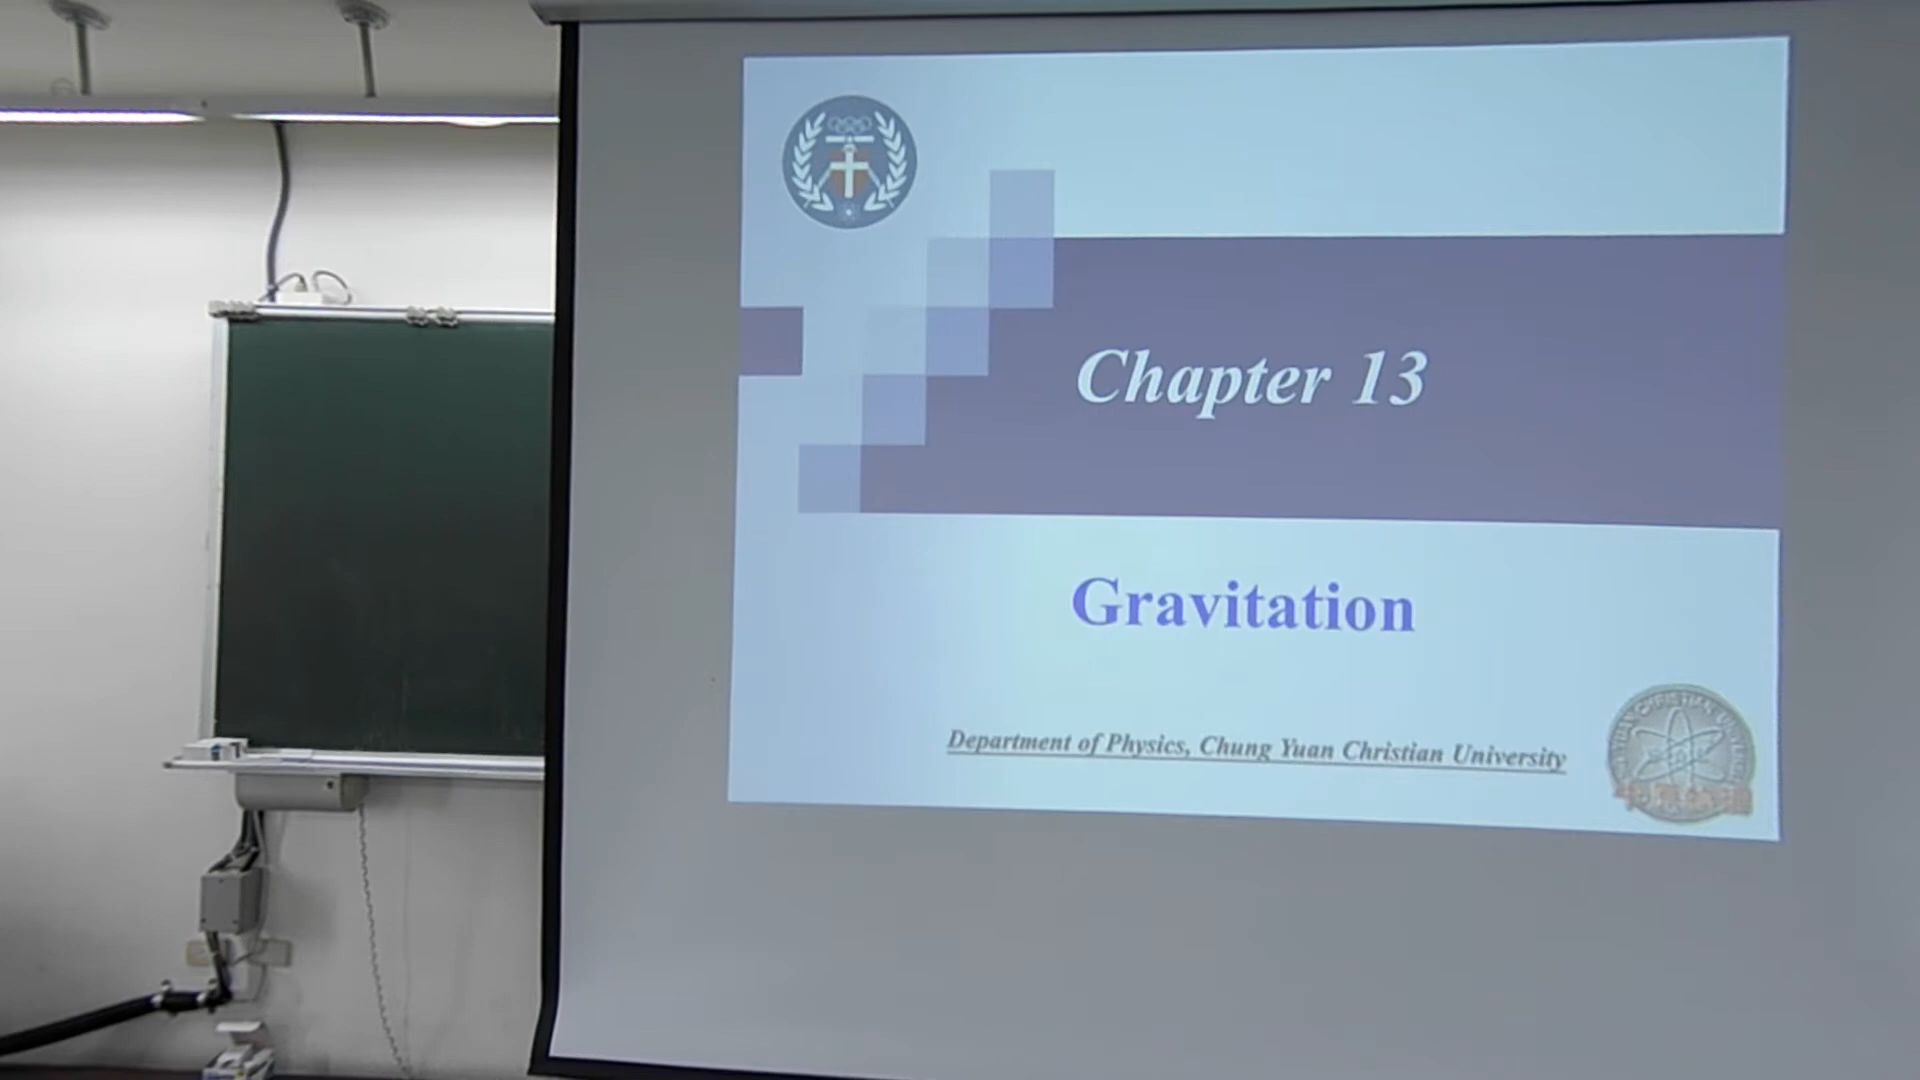 Chapter 13
Gravitation
Department of Physics, Chung Yuan Christian University